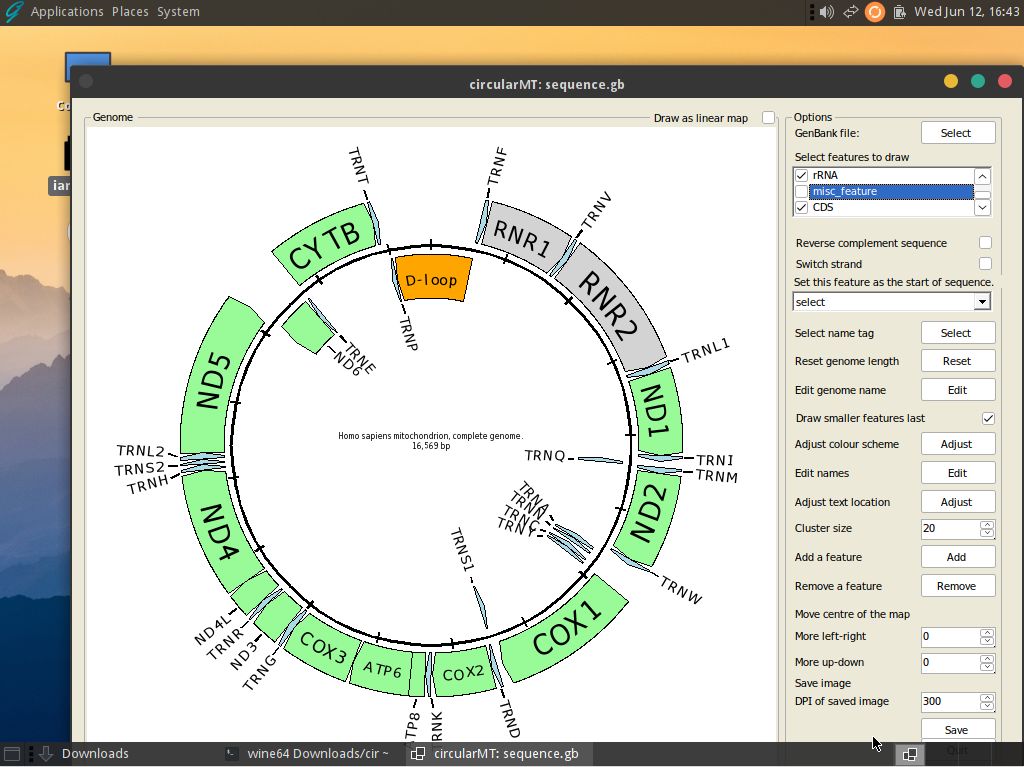 Applications Places System
Wed Jun 12, 16:43
circularMT: sequence.gb
Genome
Draw as linear map
TRNT
TRNF
TRNV
CYTB
RNR1
D-loop
RNR2
TRNP
TRNE
ND6
TRNL1
ND5
ND1
Homo sapiens mitochondrion, complete genome.
16,569 bp
TRNL2
TRNS2
TRNH
TRNQ
TRNI
TRNM
ND4
ND2
TRNA
TRNN
TRNC
TRNY
TRNS1
TRNW
ND4L
TRNR
ND3
TRNG
COX3
ATP6
COX2
COX1
TRND
Options
GenBank file:
Select
Select features to draw
rRNA
misc_feature
CDS
Reverse complement sequence
Switch strand
Set this feature as the start of sequence.
select
Select name tag
Select
Reset genome length
Reset
Edit genome name
Edit
Draw smaller features last
Adjust colour scheme
Adjust
Edit names
Edit
Adjust text location
Adjust
Cluster size
20
Add a feature
Add
Remove a feature
Remove
Move centre of the map
More left-right
0
More up-down
0
Save image
DPI of saved image
300
Save
Quit
Downloads
wine64 Downloads/cir ~
circularMT: sequence.gb